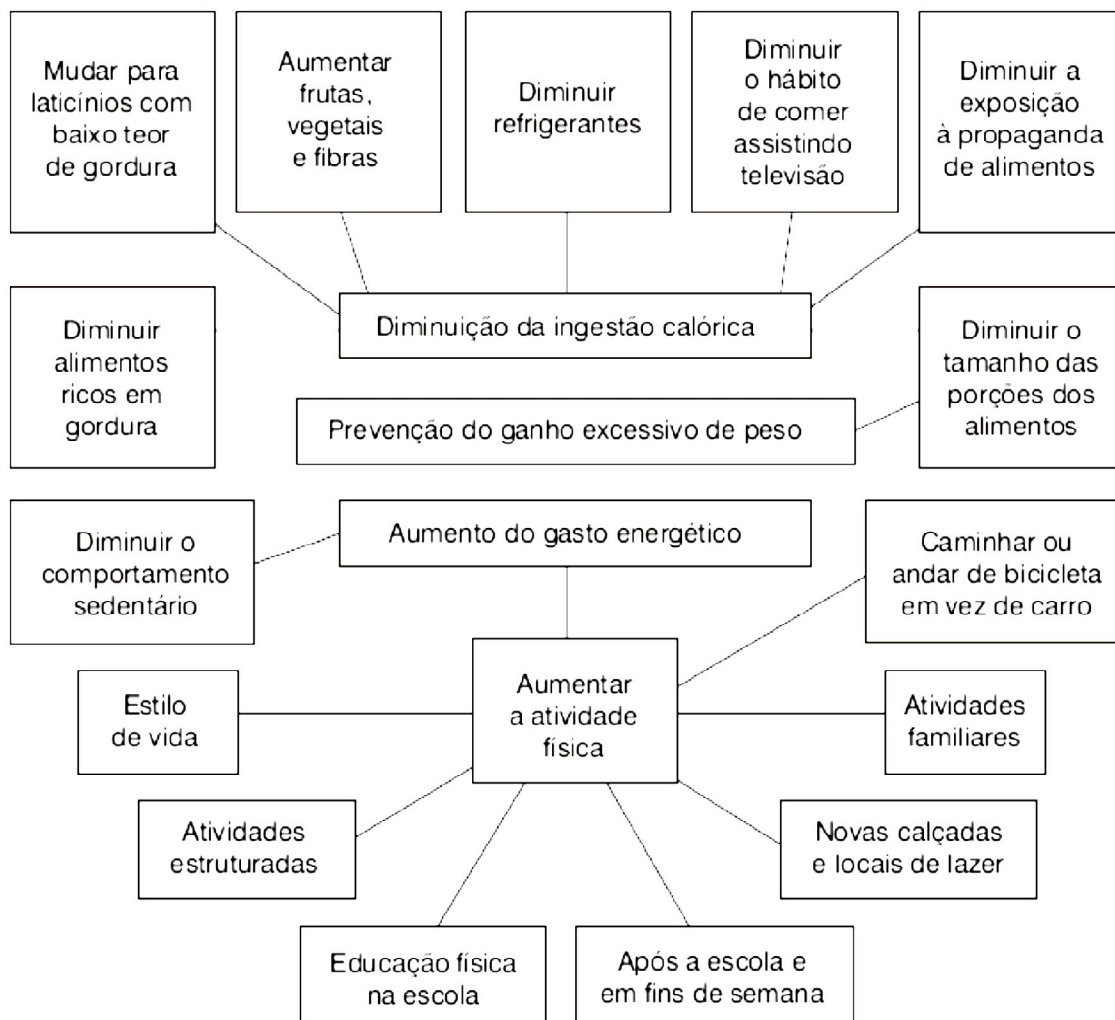 Mudar para
laticínios com
baixo teor
de gordura
Aumentar
frutas,
vegetais
e fibras
Diminuir
refrigerantes
Diminuir
o hábito
de comer
assistindo
televisão
Diminuir a
exposição
à propaganda
de alimentos
Diminuir
alimentos
ricos em
gordura
Diminuição da ingestão calórica
Diminuir o
tamanho das
porções dos
alimentos
Prevenção do ganho excessivo de peso
Diminuir o
comportamento
sedentário
Aumento do gasto energético
Caminhar ou
andar de bicicleta
em vez de carro
Estilo
de vida
Aumentar
a atividade
física
Atividades
familiares
Atividades
estruturadas
Novas calçadas
e locais de lazer
Educação física
na escola
Após a escola e
em fins de semana